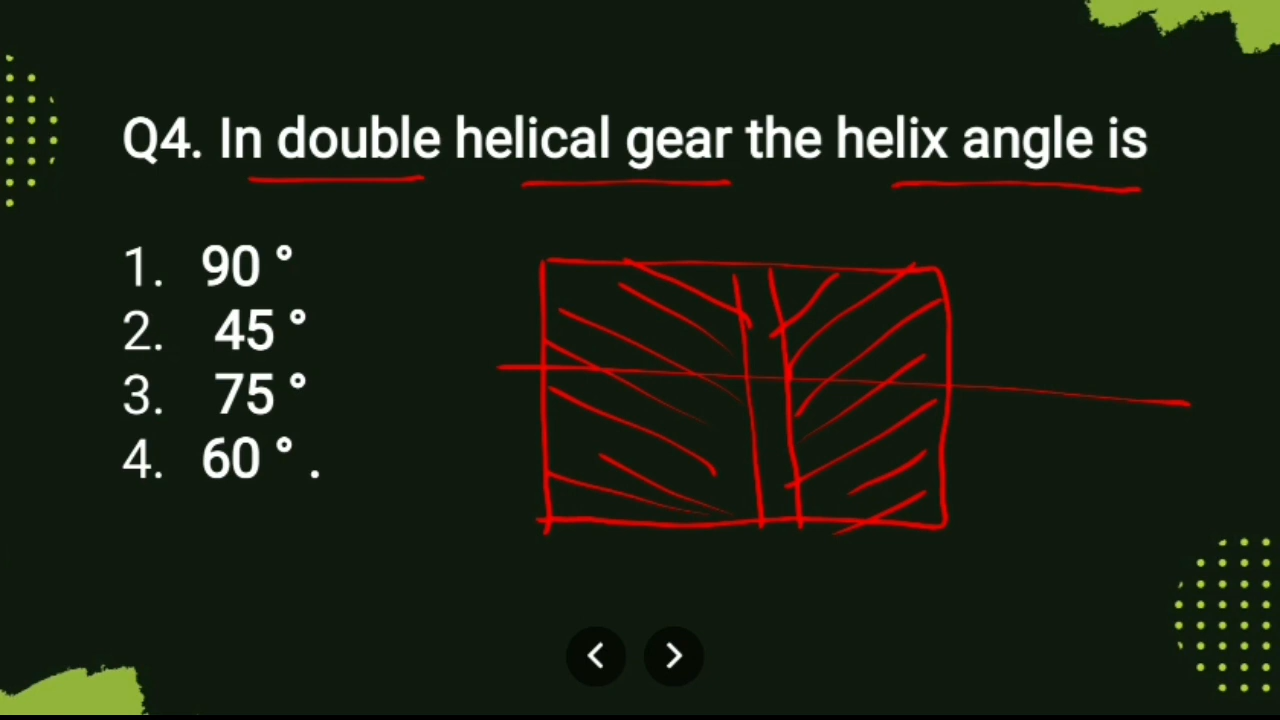 Q4. In double helical gear the helix angle is
1. 90 °
2. 45 °
3. 75 °
4. 60 ° .